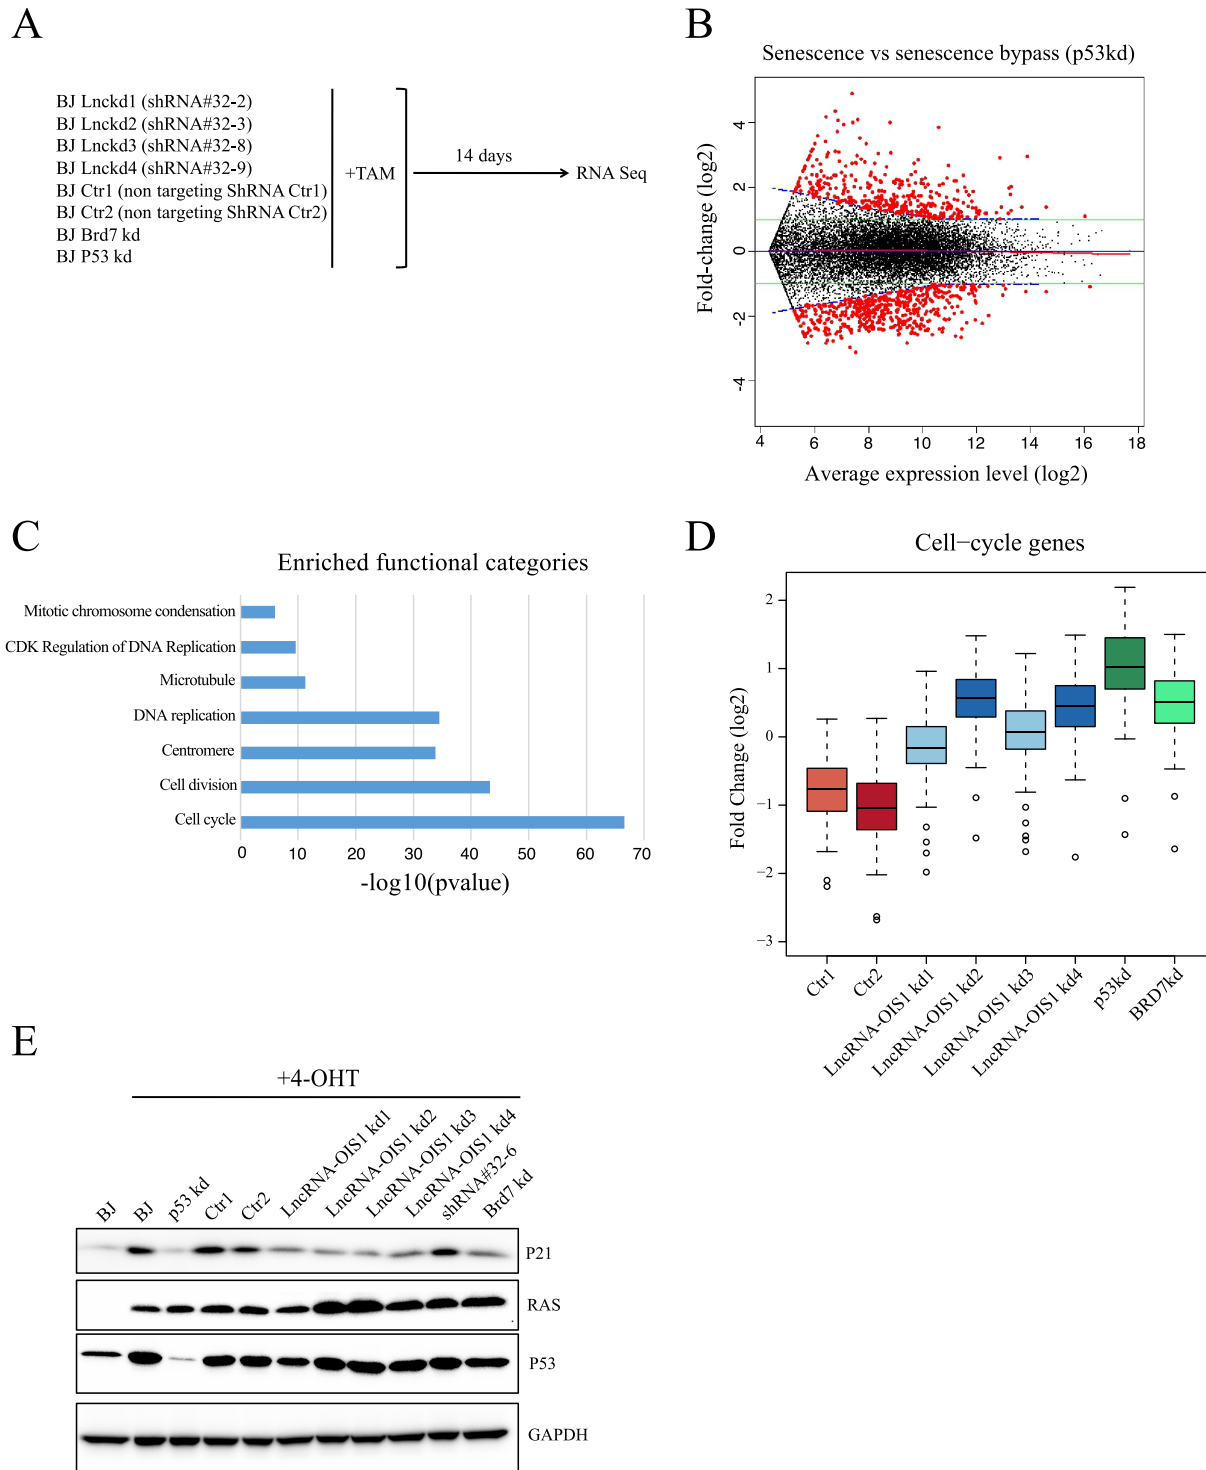 A
BJ Lnckd1 (shRNA#32-2)
BJ Lnckd2 (shRNA#32-3)
BJ Lnckd3 (shRNA#32-8)
BJ Lnckd4 (shRNA#32-9)
BJ Ctr1 (non targeting ShRNA Ctr1)
BJ Ctr2 (non targeting ShRNA Ctr2)
BJ Brd7 kd
BJ P53 kd
+TAM
14 days
RNA Seq
B
Senescence vs senescence bypass (p53kd)
Fold-change (log2)
4
2
0
-2
-4
4 6 8 10 12 14 16 18
Average expression level (log2)
C
Enriched functional categories
Mitotic chromosome condensation
CDK Regulation of DNA Replication
Microtubule
DNA replication
Centromere
Cell division
Cell cycle
0 10 20 30 40 50 60 70
-log10(pvalue)
D
Cell−cycle genes
Fold Change (log2)
2
1
0
−1
−2
−3
Ctr1
Ctr2
LncRNA-OIS1 kd1
LncRNA-OIS1 kd2
LncRNA-OIS1 kd3
LncRNA-OIS1 kd4
p53kd
BRD7kd
E
+4-OHT
BJ
BJ
p53 kd
Ctr1
Ctr2
LncRNA-OIS1 kd1
LncRNA-OIS1 kd2
LncRNA-OIS1 kd3
LncRNA-OIS1 kd4
shRNA#32-6
Brd7 kd
P21
RAS
P53
GAPDH